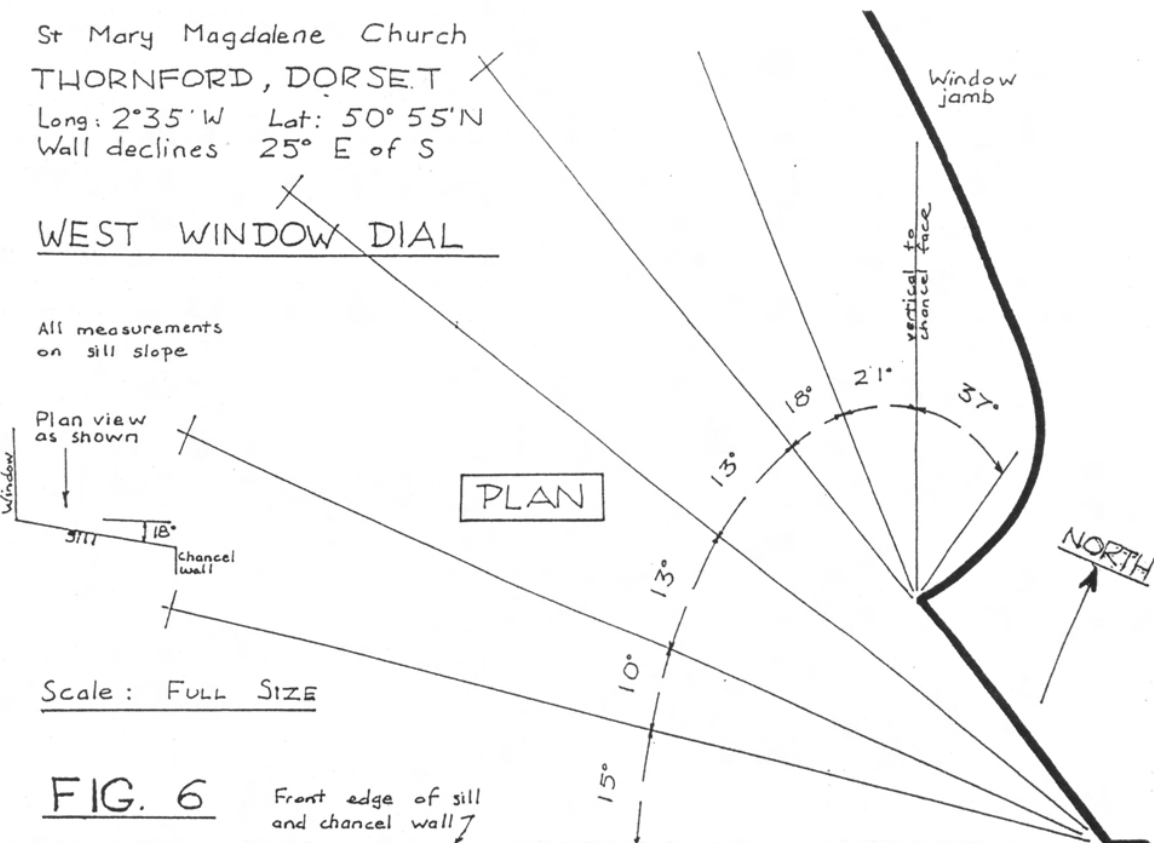 St Mary Magdalene Church
THORNFORD, DORSET
Long: 2°35'W Lat: 50° 55'N
Wall declines 25° E of S
WEST WINDOW DIAL
All measurements
on sill slope
Plan view
as shown
Window
18°
Chancel
wall
Scale: FULL SIZE
FIG. 6
Front edge of sill
and chancel wall
PLAN
15°
10°
13°
13°
18°
21°
37°
vertical to
chancel face
Window
jamb
NORTH